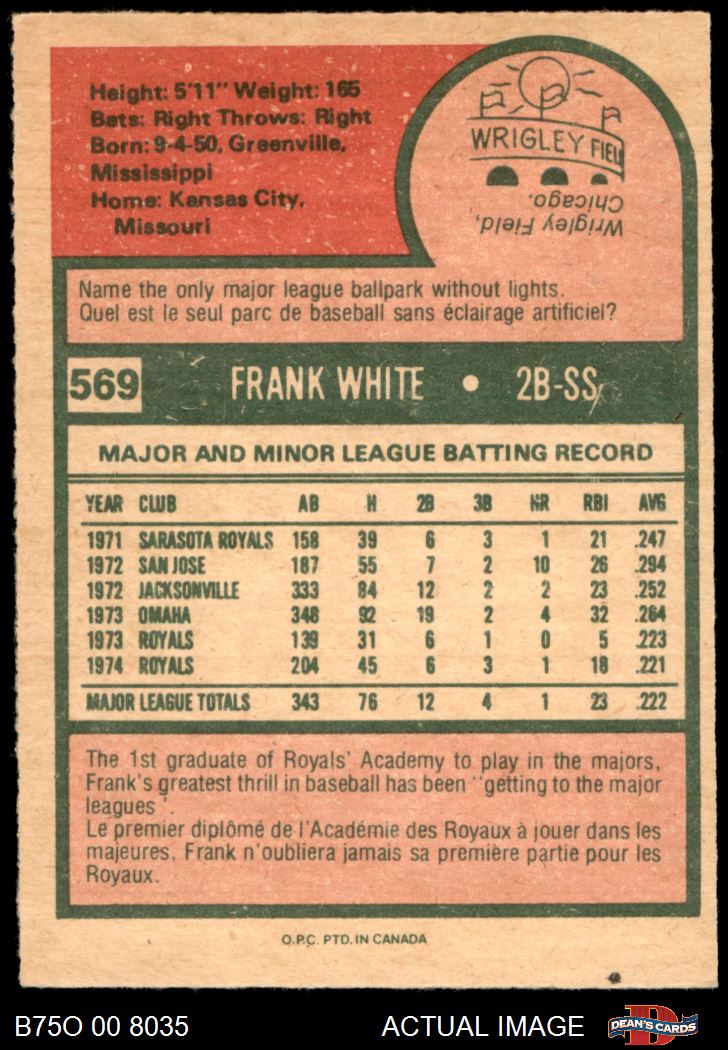 Height: 5'11" Weight: 165
Bats: Right Throws: Right
Born: 9-4-50, Greenville,
Mississippi
Home: Kansas City,
Missouri
WRIGLEY FIELD
Wrigley Field,
Chicago.
Name the only major league ballpark without lights.
Quel est le seul parc de baseball sans éclairage artificiel?
569 FRANK WHITE • 2B-SS
MAJOR AND MINOR LEAGUE BATTING RECORD
YEAR CLUB AB H 2B 3B HR RBI AVG
1971 SARASOTA ROYALS 158 39 6 3 1 21 .247
1972 SAN JOSE 187 55 7 2 10 26 .294
1972 JACKSONVILLE 333 84 12 2 2 23 .252
1973 OMAHA 348 92 19 2 4 32 .264
1973 ROYALS 139 31 6 1 0 5 .223
1974 ROYALS 204 45 6 3 1 18 .221
MAJOR LEAGUE TOTALS 343 76 12 4 1 23 .222
The 1st graduate of Royals' Academy to play in the majors,
Frank's greatest thrill in baseball has been "getting to the major
leagues".
Le premier diplômé de l'Académie des Royaux à jouer dans les
majeures, Frank n'oubliera jamais sa première partie pour les
Royaux.
O.P.C. PTD. IN CANADA
B75O 00 8035 ACTUAL IMAGE DEAN'S CARDS